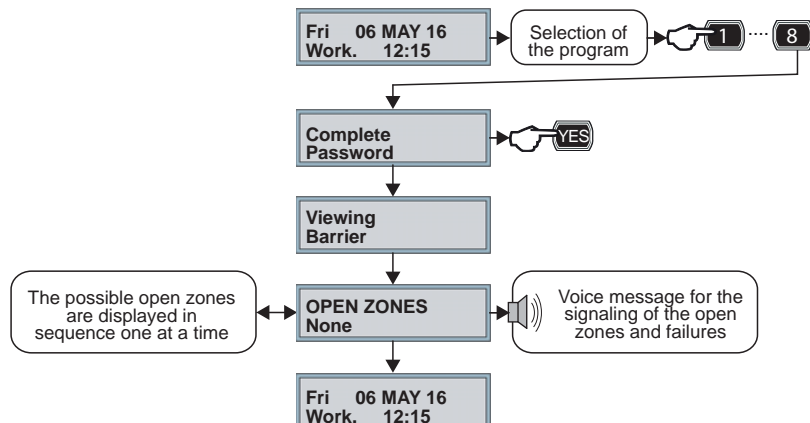 Fri 06 MAY 16
Work. 12:15
Selection of
the program
1 .... 8
Complete
Password
YES
Viewing
Barrier
The possible open zones
are displayed in
sequence one at a time
OPEN ZONES
None
Voice message for the
signaling of the open
zones and failures
Fri 06 MAY 16
Work. 12:15